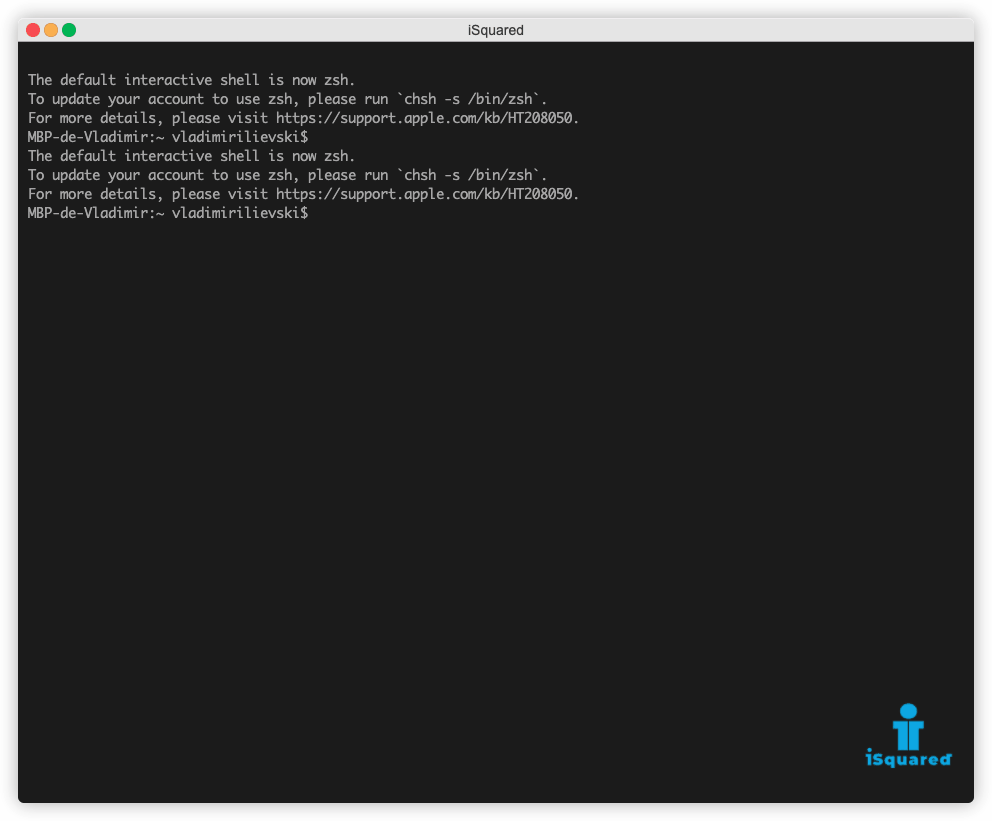 iSquared
The default interactive shell is now zsh.
To update your account to use zsh, please run `chsh -s /bin/zsh`.
For more details, please visit https://support.apple.com/kb/HT208050.
MBP-de-Vladimir:~ vladimirilievski$
The default interactive shell is now zsh.
To update your account to use zsh, please run `chsh -s /bin/zsh`.
For more details, please visit https://support.apple.com/kb/HT208050.
MBP-de-Vladimir:~ vladimirilievski$
iSquared